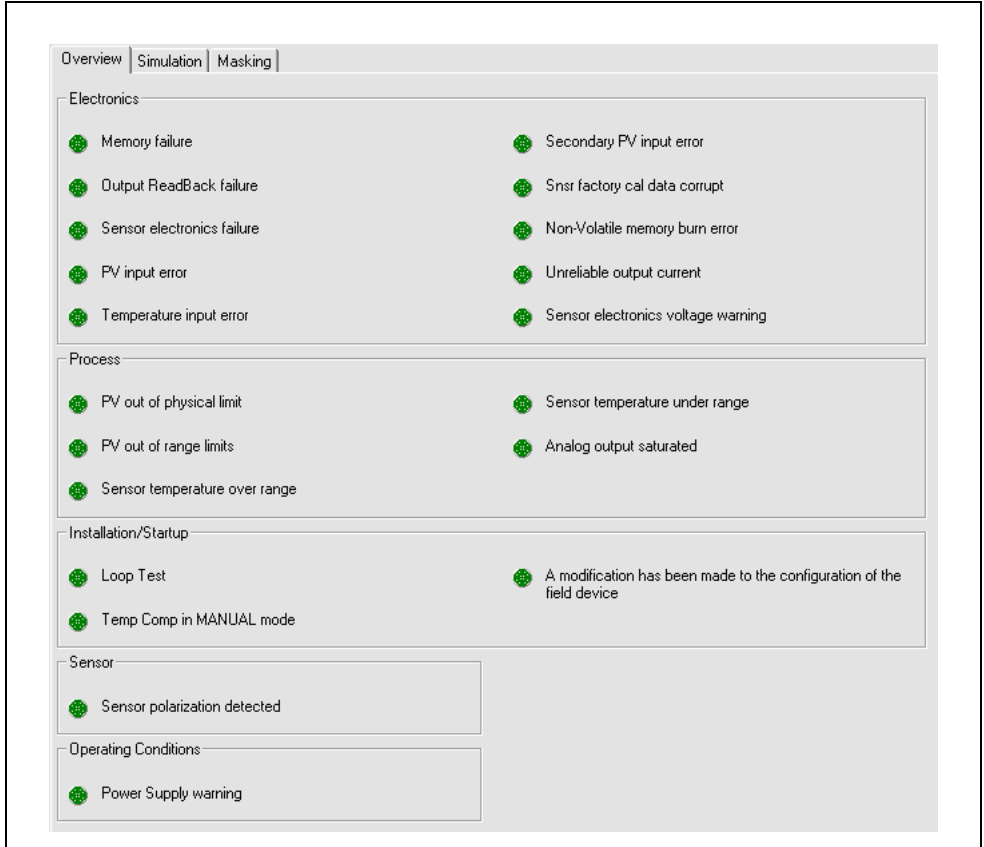 Overview
Simulation
Masking
Electronics
Memory failure
Secondary PV input error
Output ReadBack failure
Snsr factory cal data corrupt
Sensor electronics failure
Non-Volatile memory burn error
PV input error
Unreliable output current
Temperature input error
Sensor electronics voltage warning
Process
PV out of physical limit
Sensor temperature under range
PV out of range limits
Analog output saturated
Sensor temperature over range
Installation/Startup
Loop Test
A modification has been made to the configuration of the
field device
Temp Comp in MANUAL mode
Sensor
Sensor polarization detected
Operating Conditions
Power Supply warning